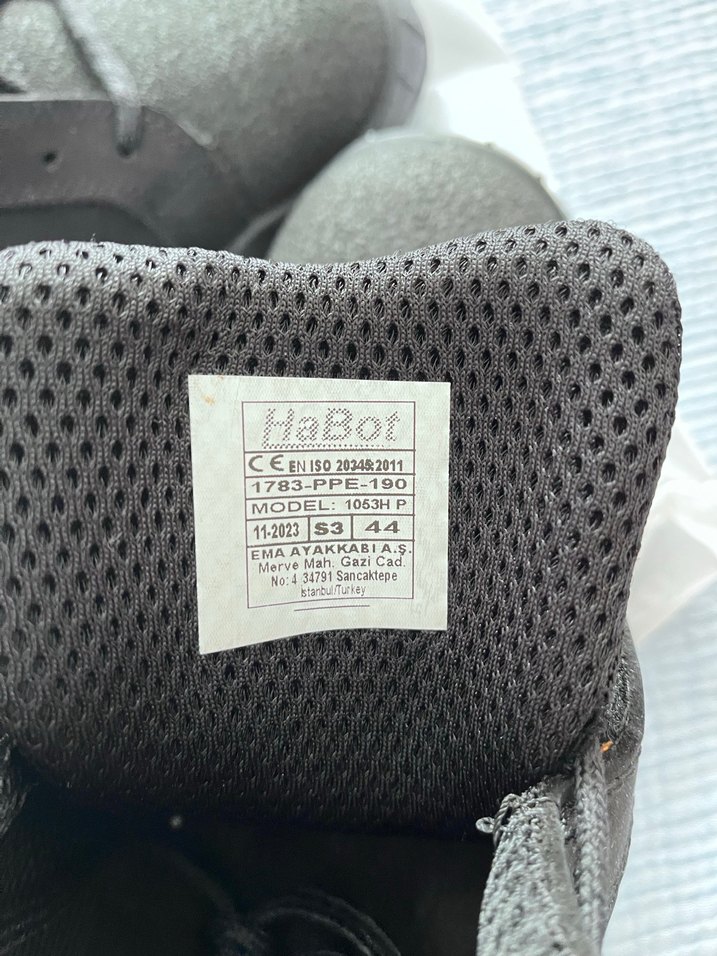 HaBot
CE EN ISO 20345:2011
1783-PPE-190
MODEL: 1053H P
11-2023 S3 44
EMA AYAKKABI A.Ş.
Merve Mah. Gazi Cad.
No: 4 34791 Sancaktepe
İstanbul/Turkey